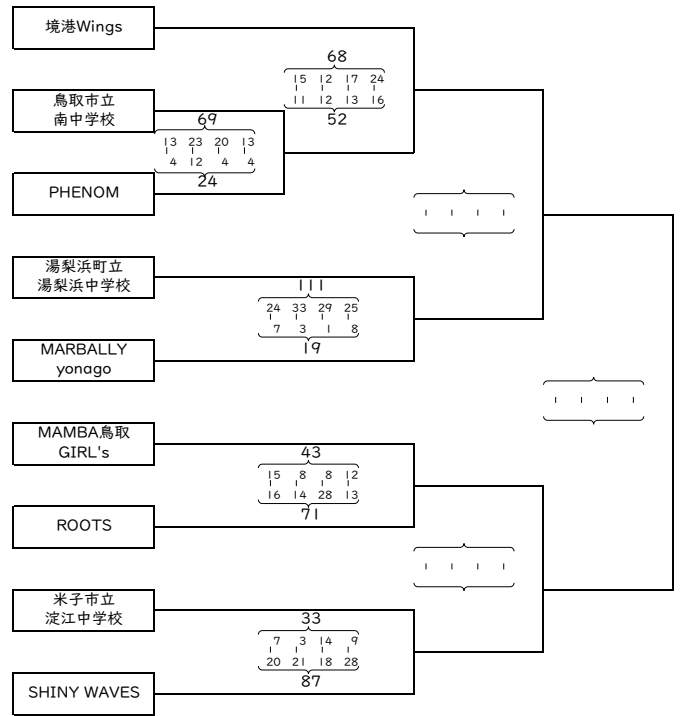 境港Wings
68
15 12 17 24
11 12 13 16
52
鳥取市立
南中学校
69
13 23 20 13
4 12 4 4
24
PHENOM
湯梨浜町立
湯梨浜中学校
111
24 33 29 25
7 3 1 8
19
MARBALLY
yonago
MAMBA鳥取
GIRL's
43
15 8 8 12
16 14 28 13
71
ROOTS
米子市立
淀江中学校
33
7 3 14 9
20 21 18 28
87
SHINY WAVES